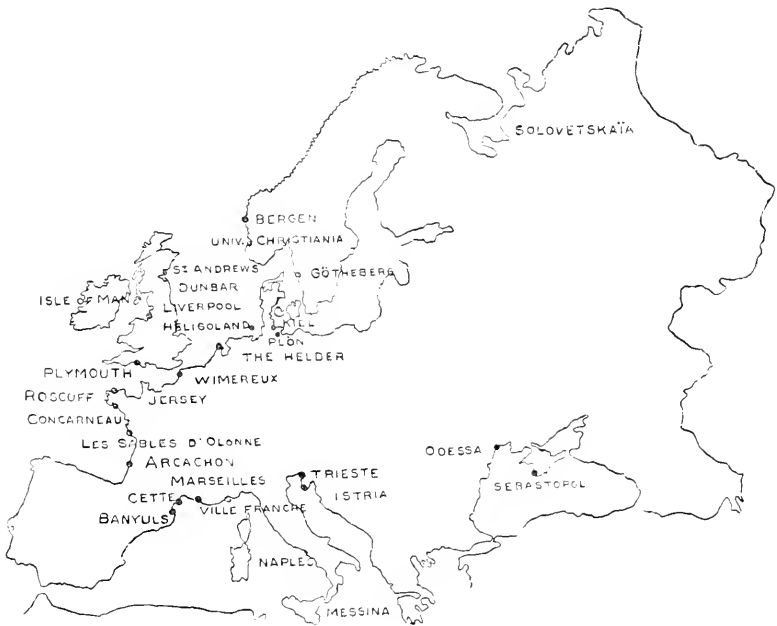 SOLOVETSKAÏA
BERGEN
UNIV. CHRISTIANIA
ST ANDREWS
GÖTHEBERG
DUNBAR
ISLE OF MAN
LIVERPOOL
HELIGOLAND
KIEL
PLÖN
THE HELDER
PLYMOUTH
WIMEREUX
ROSCOFF
JERSEY
CONCARNEAU
LES SABLES D'OLONNE
ARCACHON
ODESSA
MARSEILLES
TRIESTE
SEBASTOPOL
CETTE
ISTRIA
VILLE FRANCHE
BANYULS
NAPLES
MESSINA